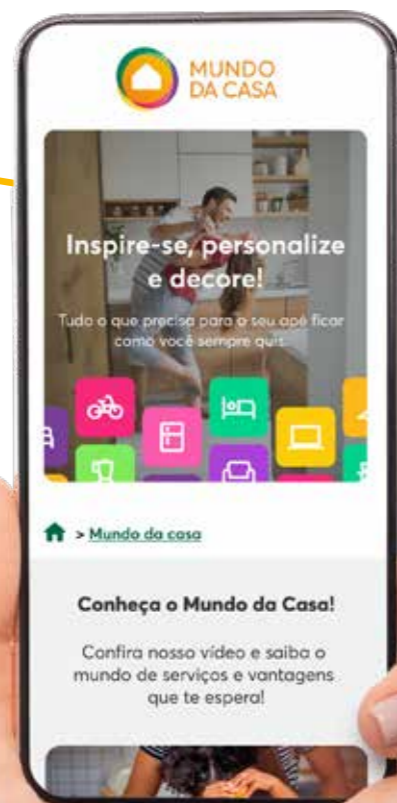 MUNDO
DA CASA
Inspire-se, personalize
e decore!
Tudo o que precisa para o seu apê ficar
como você sempre quis.
> Mundo da casa
Conheça o Mundo da Casa!
Confira nosso vídeo e saiba o
mundo de serviços e vantagens
que te espera!